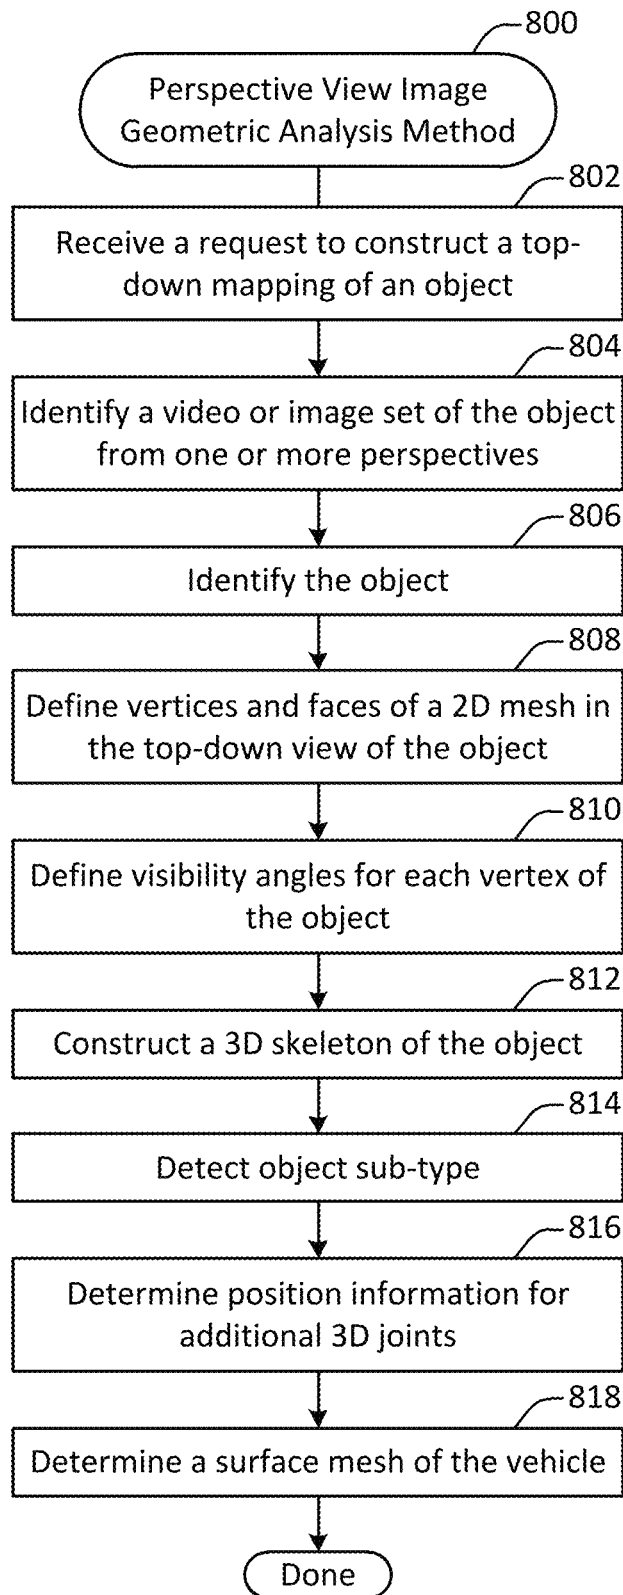 800
Perspective View Image
Geometric Analysis Method
802
Receive a request to construct a top-
down mapping of an object
804
Identify a video or image set of the object
from one or more perspectives
806
Identify the object
808
Define vertices and faces of a 2D mesh in
the top-down view of the object
810
Define visibility angles for each vertex of
the object
812
Construct a 3D skeleton of the object
814
Detect object sub-type
816
Determine position information for
additional 3D joints
818
Determine a surface mesh of the vehicle
Done